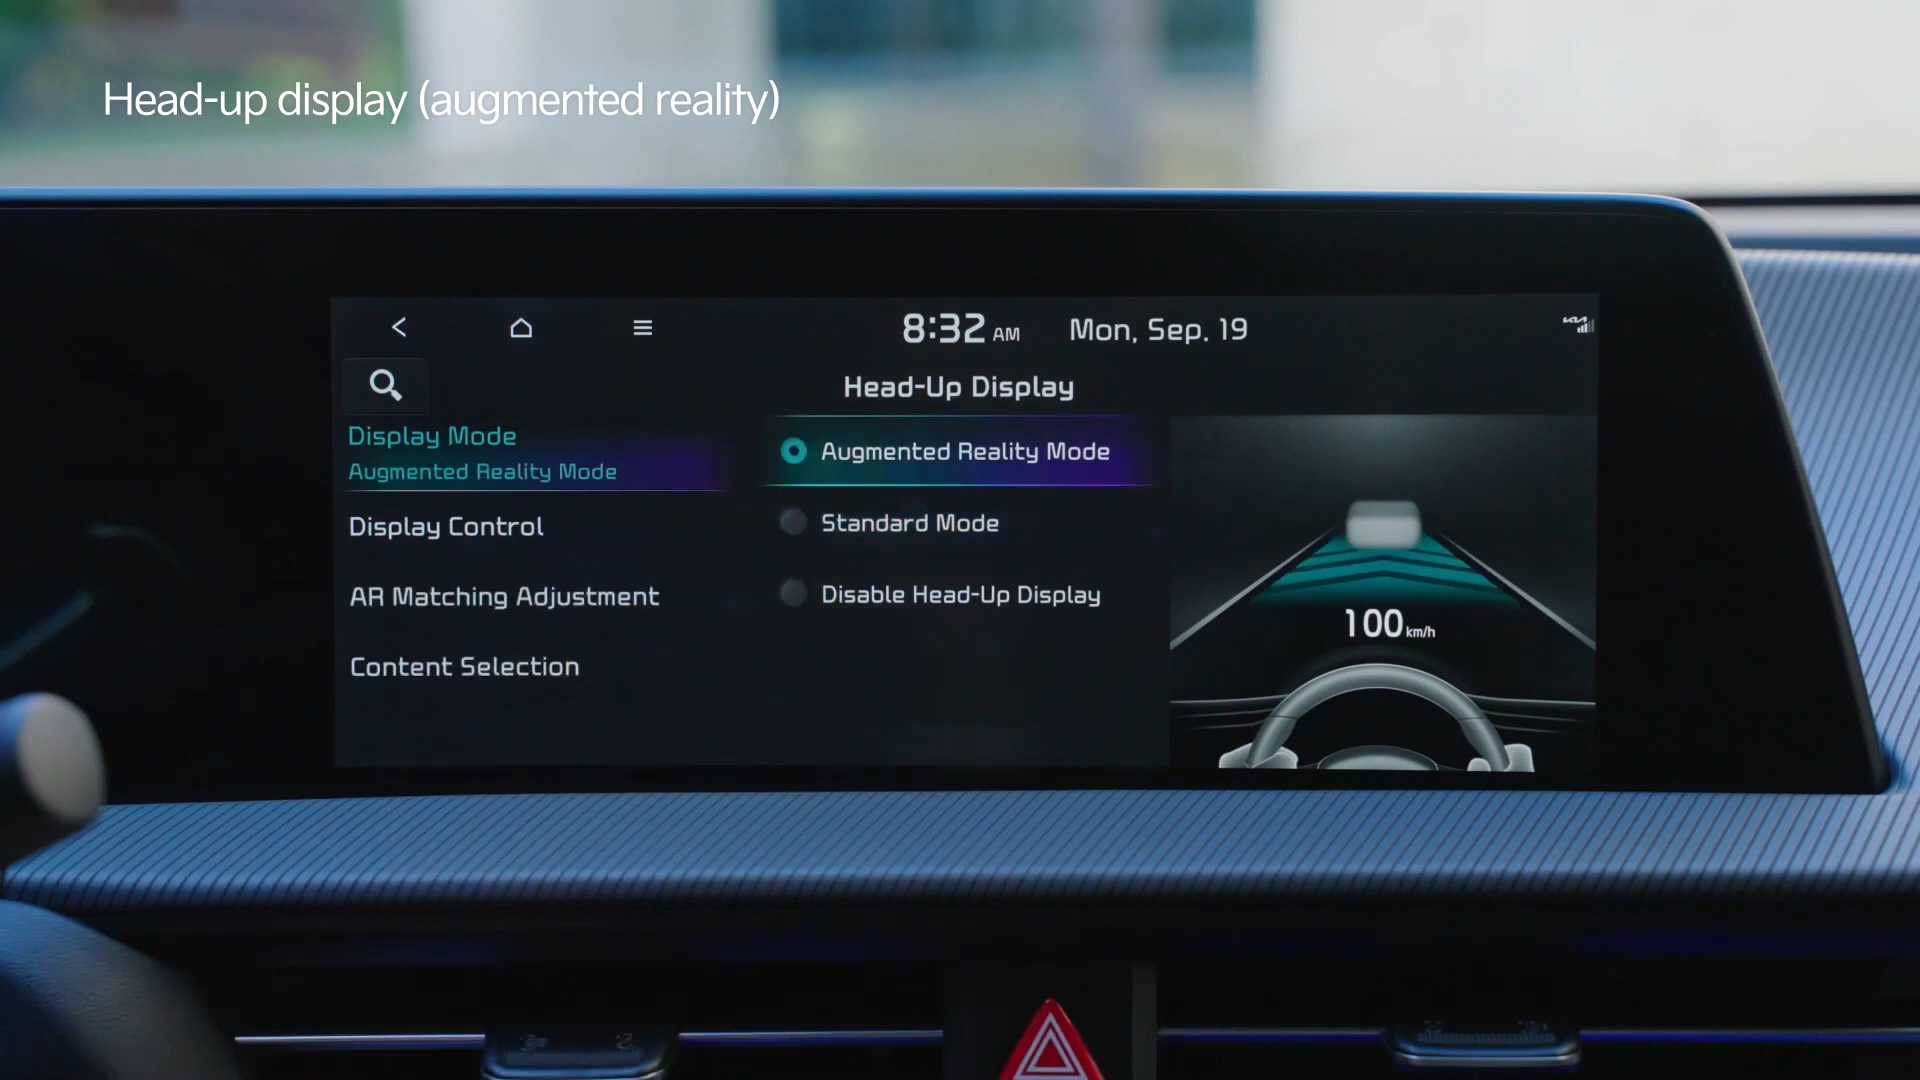 Head-up display (augmented reality)
8:32 AM
Mon, Sep. 19
KIA
Head-Up Display
Display Mode
Augmented Reality Mode
Display Control
AR Matching Adjustment
Content Selection
Augmented Reality Mode
Standard Mode
Disable Head-Up Display
100 km/h